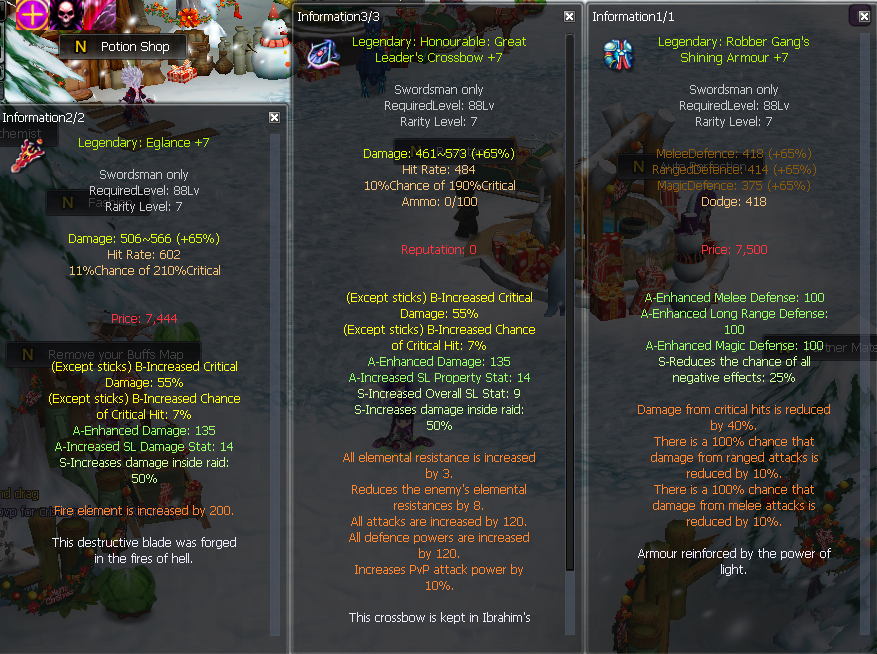 N Potion Shop
Information2/2
chemist
Legendary: Eglance +7
Swordsman only
RequiredLevel: 88Lv
Rarity Level: 7
Damage: 506~566 (+65%)
Hit Rate: 602
11%Chance of 210%Critical
Price: 7,444
N Remove your Buffs Map
(Except sticks) B-Increased Critical
Damage: 55%
(Except sticks) B-Increased Chance
of Critical Hit: 7%
A-Enhanced Damage: 135
A-Increased SL Damage Stat: 14
S-Increases damage inside raid:
50%
Fire element is increased by 200.
This destructive blade was forged
in the fires of hell.
Information3/3
Legendary: Honourable: Great
Leader's Crossbow +7
Swordsman only
RequiredLevel: 88Lv
Rarity Level: 7
Damage: 461~573 (+65%)
Hit Rate: 484
10%Chance of 190%Critical
Ammo: 0/100
Reputation: 0
(Except sticks) B-Increased Critical
Damage: 55%
(Except sticks) B-Increased Chance
of Critical Hit: 7%
A-Enhanced Damage: 135
A-Increased SL Property Stat: 14
S-Increased Overall SL Stat: 9
S-Increases damage inside raid:
50%
All elemental resistance is increased
by 3.
Reduces the enemy's elemental
resistances by 8.
All attacks are increased by 120.
All defence powers are increased
by 120.
Increases PvP attack power by
10%.
This crossbow is kept in Ibrahim's
Information1/1
Legendary: Robber Gang's
Shining Armour +7
Swordsman only
RequiredLevel: 88Lv
Rarity Level: 7
MeleeDefence: 418 (+65%)
RangedDefence: 414 (+65%)
MagicDefence: 375 (+65%)
Dodge: 418
Price: 7,500
A-Enhanced Melee Defense: 100
A-Enhanced Long Range Defense:
100
A-Enhanced Magic Defense: 100
S-Reduces the chance of all
negative effects: 25%
Damage from critical hits is reduced
by 40%.
There is a 100% chance that
damage from ranged attacks is
reduced by 10%.
There is a 100% chance that
damage from melee attacks is
reduced by 10%.
Armour reinforced by the power of
light.